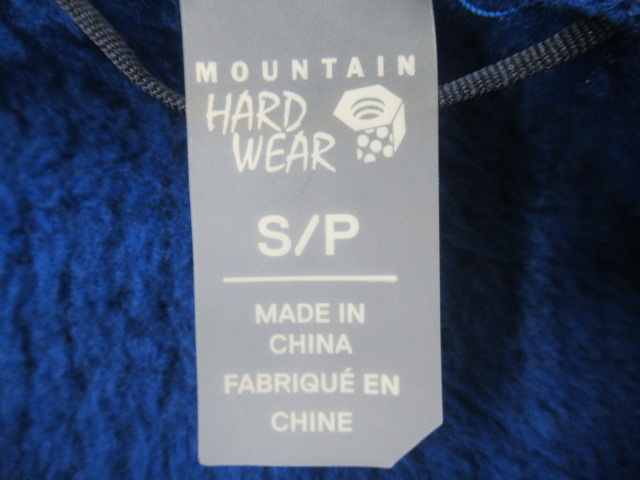 MOUNTAIN
HARD
WEAR
S/P
MADE IN
CHINA
FABRIQUÉ EN
CHINE